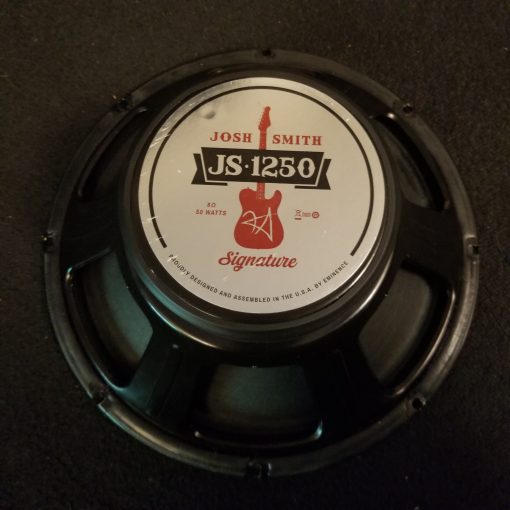 JOSH SMITH
JS·1250
8Ω
50 WATTS
Signature
PROUDLY DESIGNED AND ASSEMBLED IN THE U.S.A. BY EMINENCE